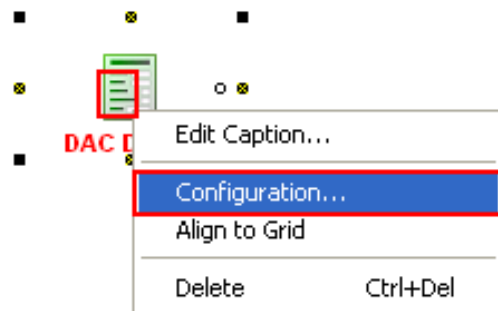 DAC
Edit Caption...
Configuration...
Align to Grid
Delete Ctrl+Del